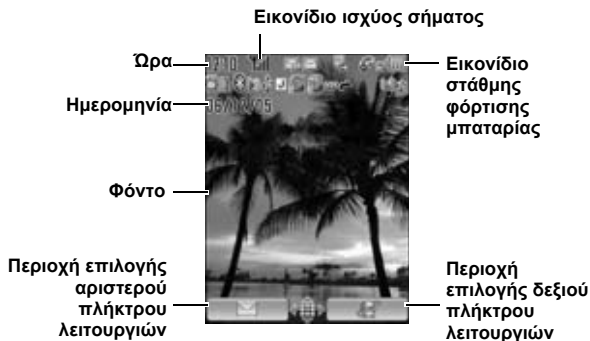 Εικονίδιο ισχύος σήματος
Ώρα
Ημερομηνία
Φόντο
Περιοχή επιλογής
αριστερού
πλήκτρου
λειτουργιών
Εικονίδιο
στάθμης
φόρτισης
μπαταρίας
Περιοχή
επιλογής δεξιού
πλήκτρου
λειτουργιών